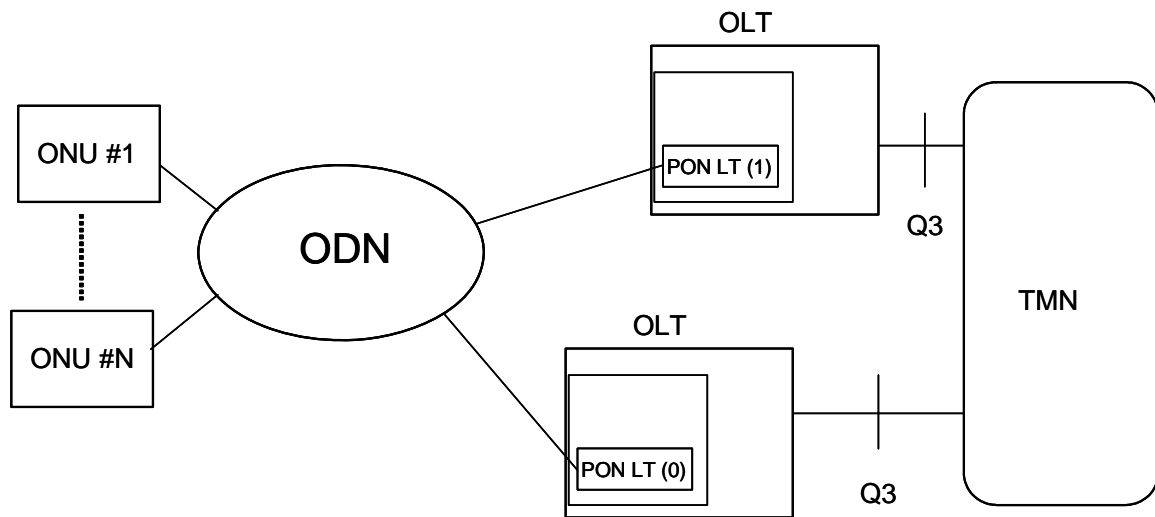 OLT
ONU #1
PON LT (1)
ODN
Q3
TMN
OLT
ONU #N
PON LT (0)
Q3